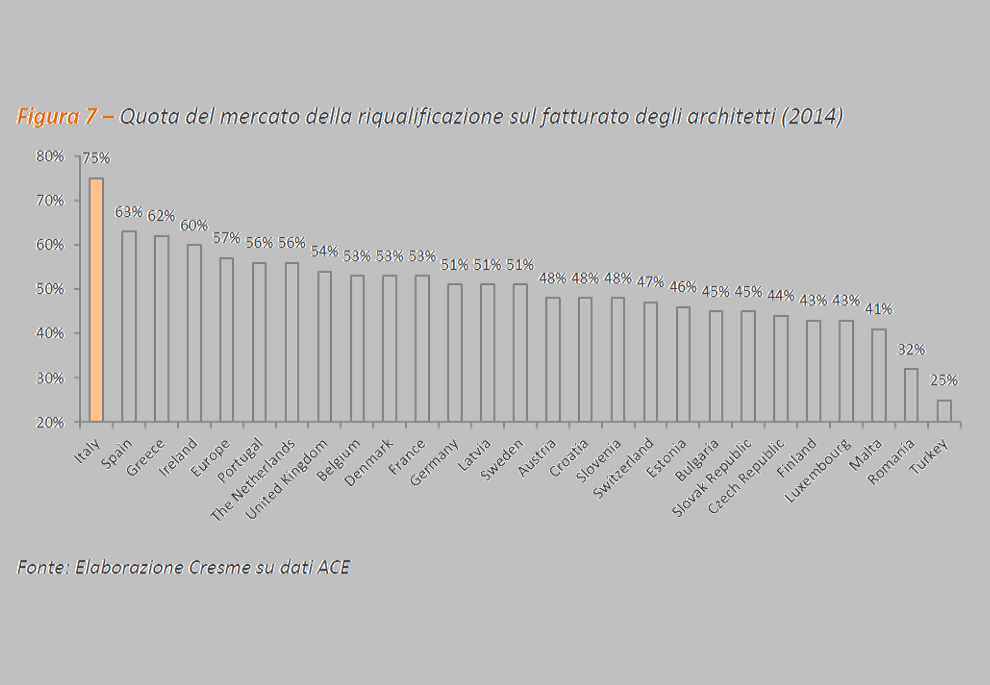 Figura 7 – Quota del mercato della riqualificazione sul fatturato degli architetti (2014)
80%
70%
60%
50%
40%
30%
20%
75%
63%
62%
60%
57%
56%
56%
54%
53%
53%
53%
51%
51%
51%
48%
48%
48%
47%
46%
45%
45%
44%
43%
43%
41%
32%
25%
Italy
Spain
Greece
Ireland
Europe
Portugal
The Netherlands
United Kingdom
Belgium
Denmark
France
Germany
Latvia
Sweden
Austria
Croatia
Slovenia
Switzerland
Estonia
Bulgaria
Slovak Republic
Czech Republic
Finland
Luxembourg
Malta
Romania
Turkey
Fonte: Elaborazione Cresme su dati ACE